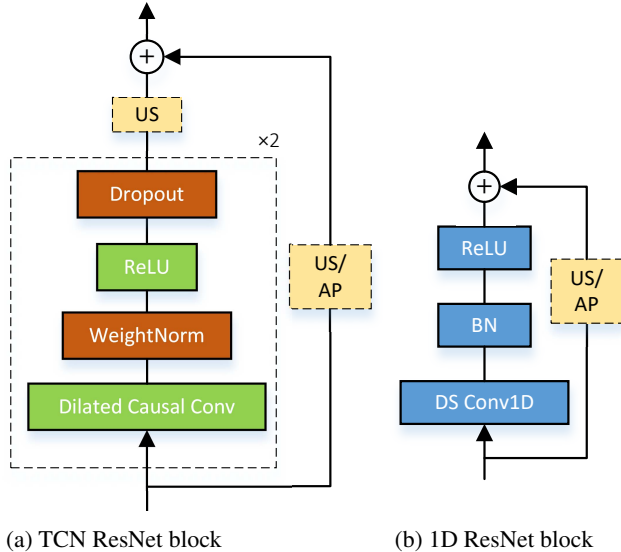 US
×2
Dropout
ReLU
WeightNorm
Dilated Causal Conv
US/
AP
(a) TCN ResNet block
ReLU
BN
DS Conv1D
US/
AP
(b) 1D ResNet block